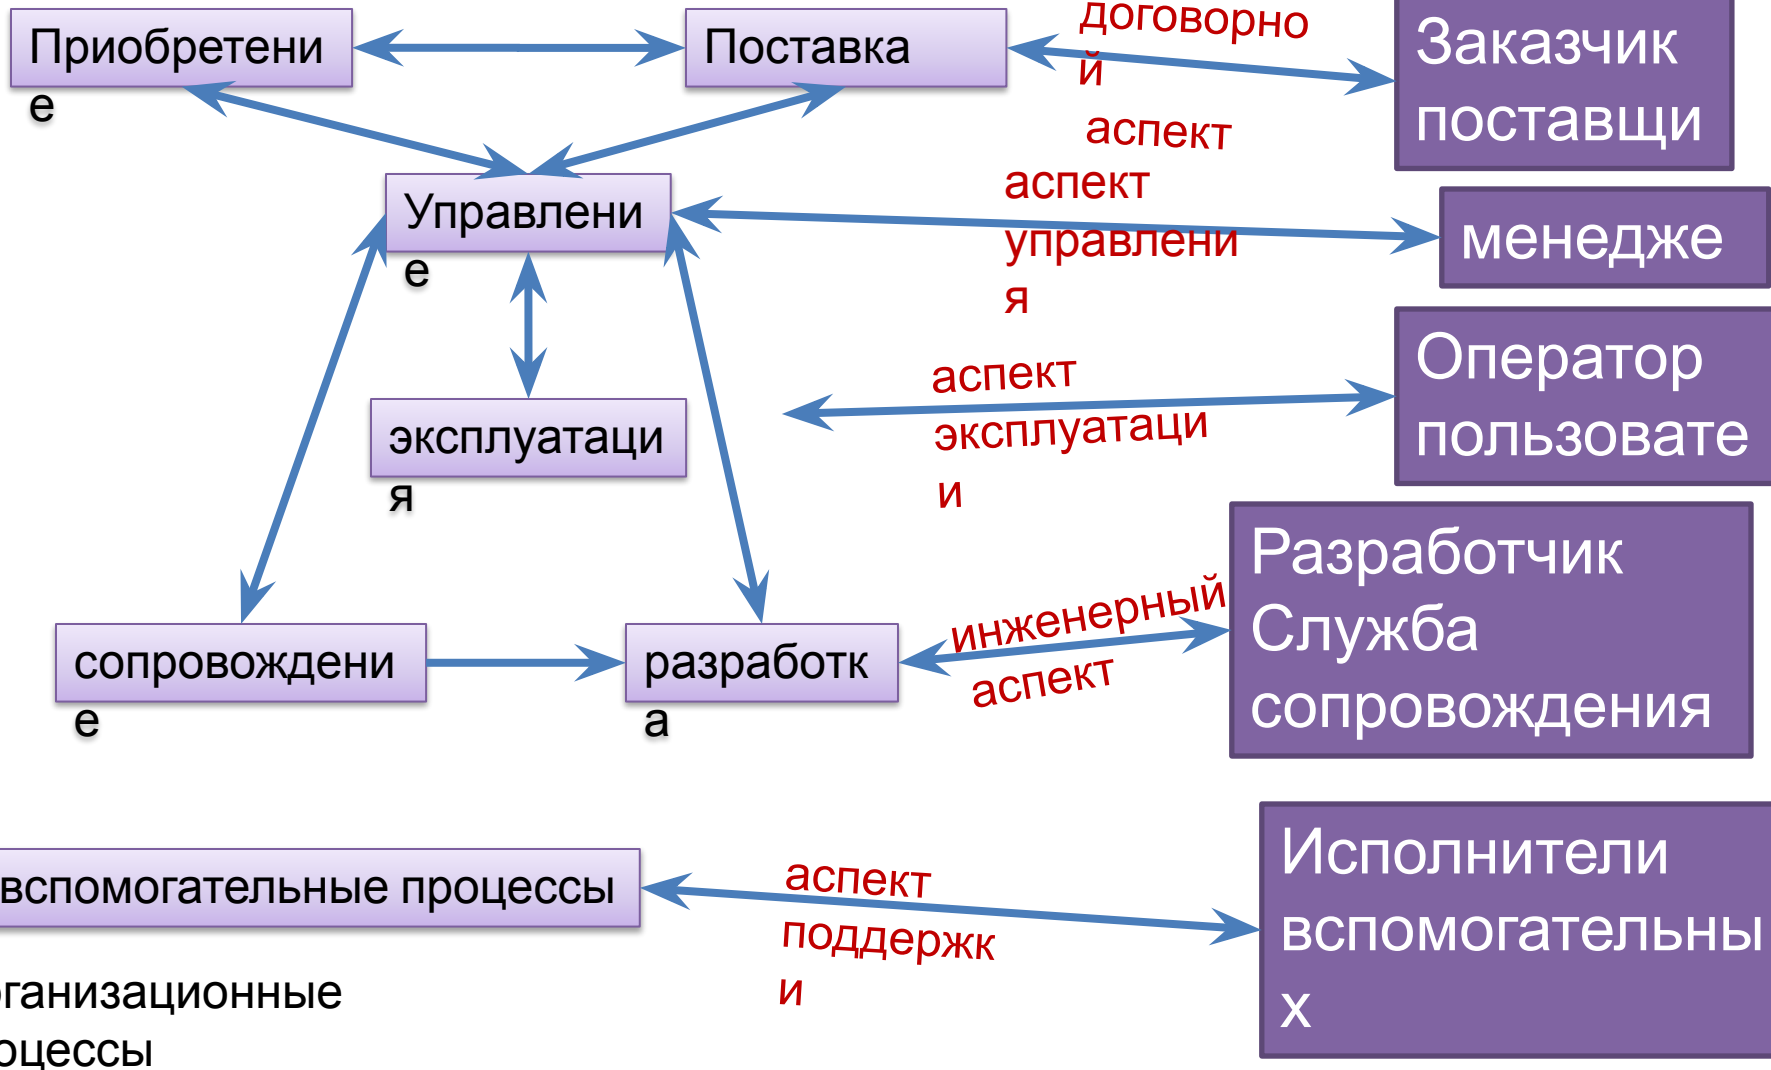 Приобретени
е
Поставка
договорно
й
аспект
Заказчик
поставщи
Управлени
е
аспект
управлени
я
менедже
эксплуатаци
я
аспект
эксплуатаци
и
Оператор
пользовате
сопровождени
е
разработк
а
инженерный
аспект
Разработчик
Служба
сопровождения
вспомогательные процессы
аспект
поддержк
и
Исполнители
вспомогательны
х
рганизационные
оцессы